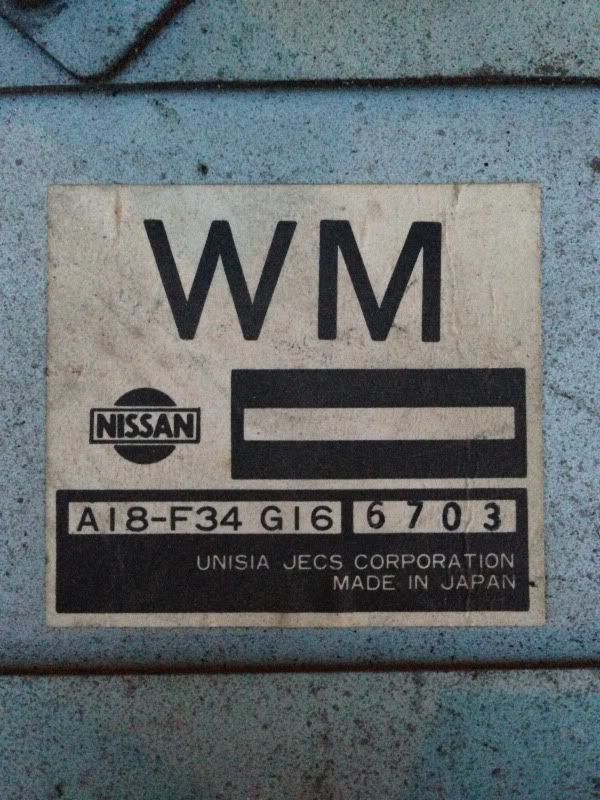 WM
NISSAN
A18-F34 G16 6703
UNISIA JECS CORPORATION
MADE IN JAPAN